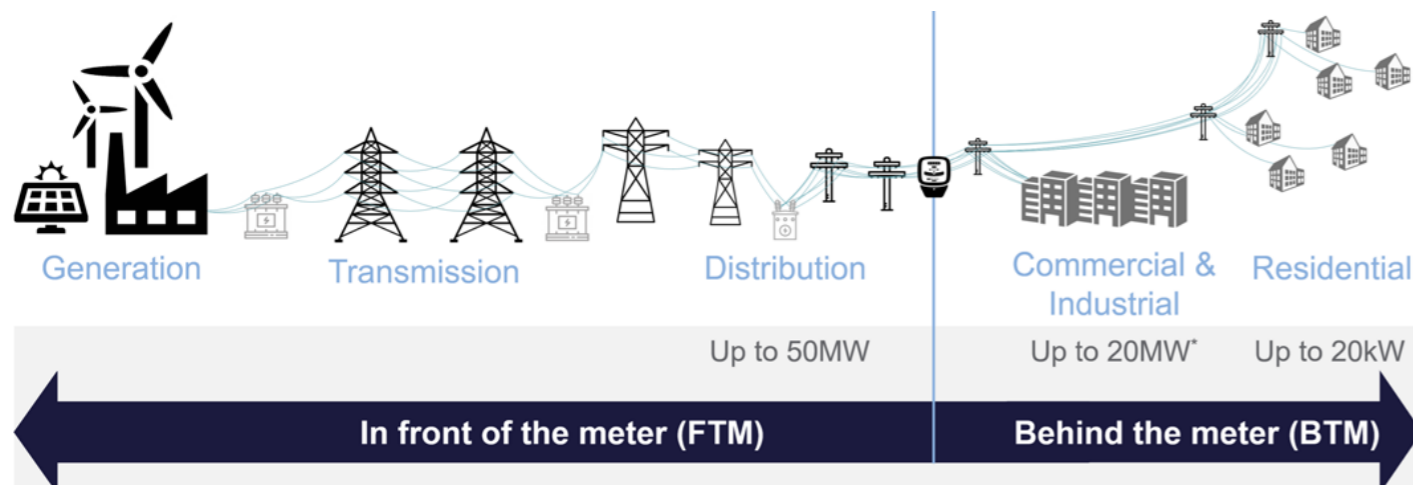 Generation
Transmission
Distribution
Commercial &
Industrial
Residential
Up to 50MW
Up to 20MW*
Up to 20kW
In front of the meter (FTM)
Behind the meter (BTM)